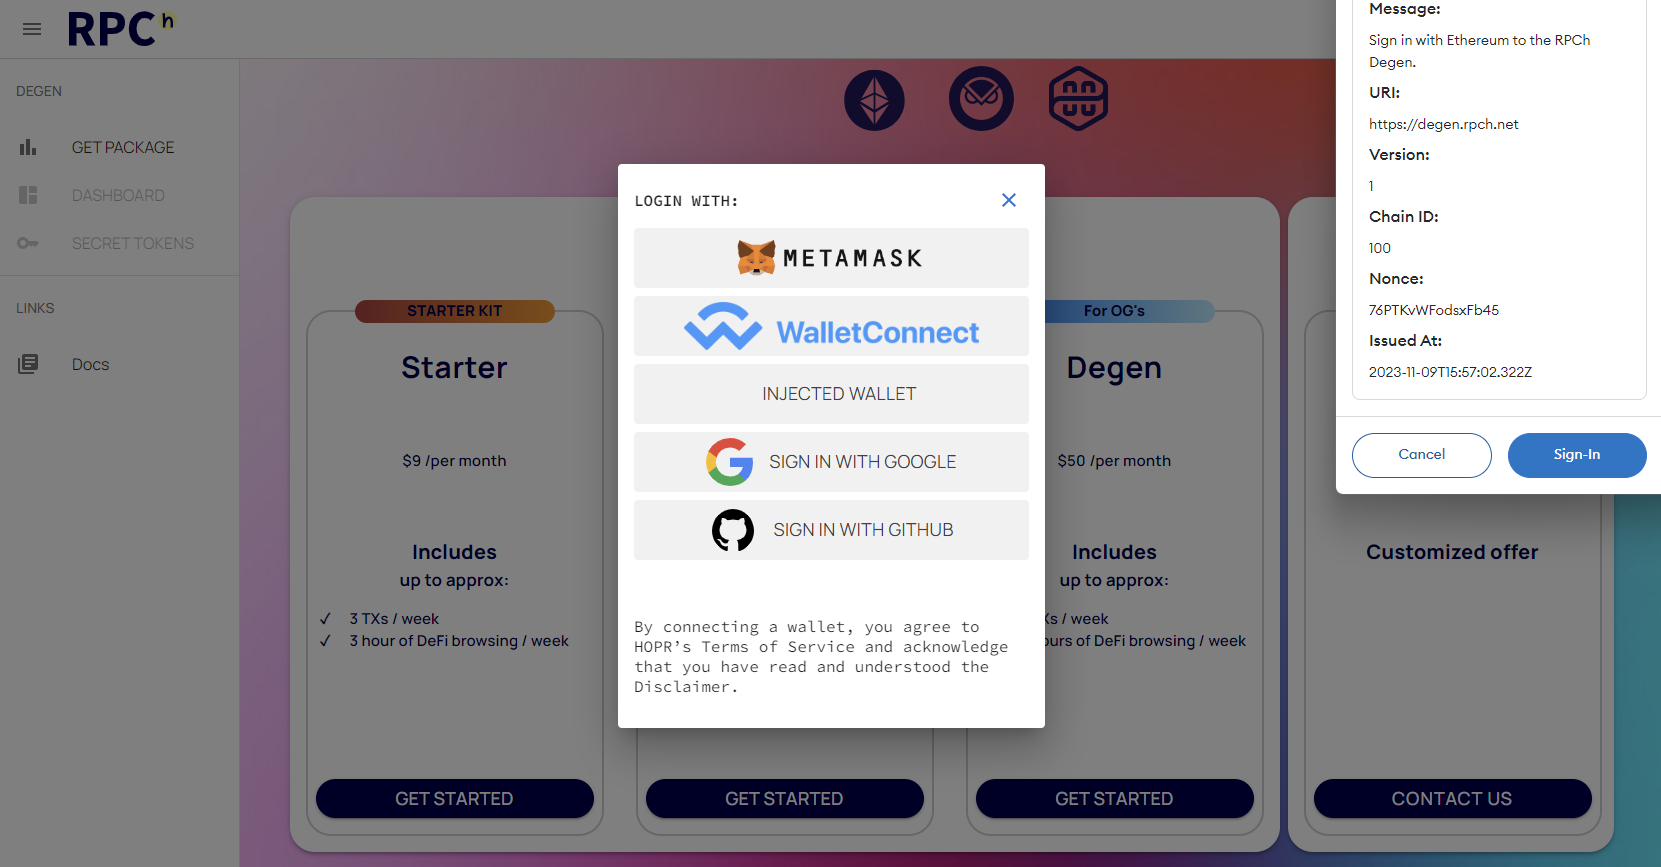 RPCh
DEGEN
GET PACKAGE
DASHBOARD
SECRET TOKENS
LINKS
Docs
STARTER KIT
Starter
$9 /per month
Includes
up to approx:
✓ 3 TXs / week
✓ 3 hour of DeFi browsing / week
GET STARTED
LOGIN WITH:
METAMASK
WalletConnect
INJECTED WALLET
SIGN IN WITH GOOGLE
SIGN IN WITH GITHUB
By connecting a wallet, you agree to
HOPR’s Terms of Service and acknowledge
that you have read and understood the
Disclaimer.
GET STARTED
For OG's
Degen
$50 /per month
Includes
up to approx:
/ week
of DeFi browsing / week
GET STARTED
Customized offer
CONTACT US
Message:
Sign in with Ethereum to the RPCh
Degen.
URI:
https://degen.rpch.net
Version:
1
Chain ID:
100
Nonce:
76PTKvWFodsxFb45
Issued At:
2023-11-09T15:57:02.322Z
Cancel
Sign-In